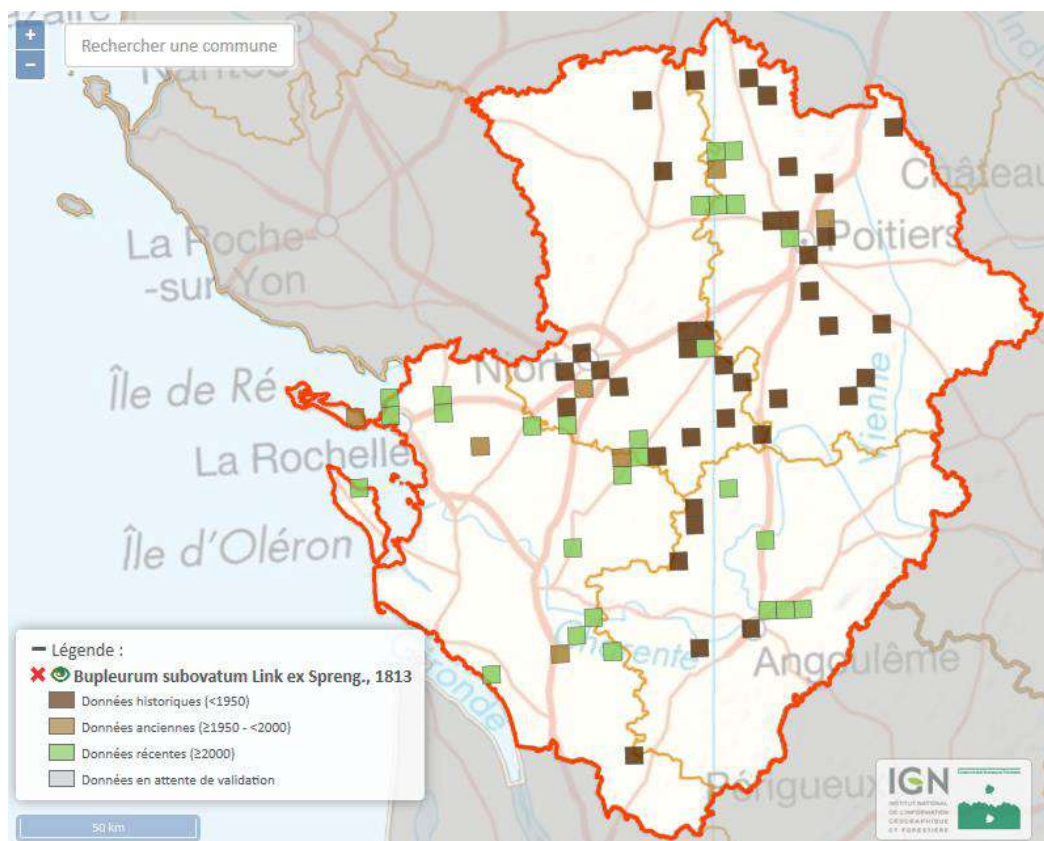 +
Rechercher une commune
−
Nantes
Châteaux
La Roche-
-sur-Yon
Poitiers
Île de Ré
Niort
Vienne
La Rochelle
Île d'Oléron
Charente
Angoulême
Gironde
Périgueux
Légende :
Bupleurum subovatum Link ex Spreng., 1813
Données historiques (<1950)
Données anciennes (≥1950 - <2000)
Données récentes (≥2000)
Données en attente de validation
50 km
IGN
INSTITUT NATIONAL
DE L'INFORMATION
GÉOGRAPHIQUE
ET FORESTIÈRE